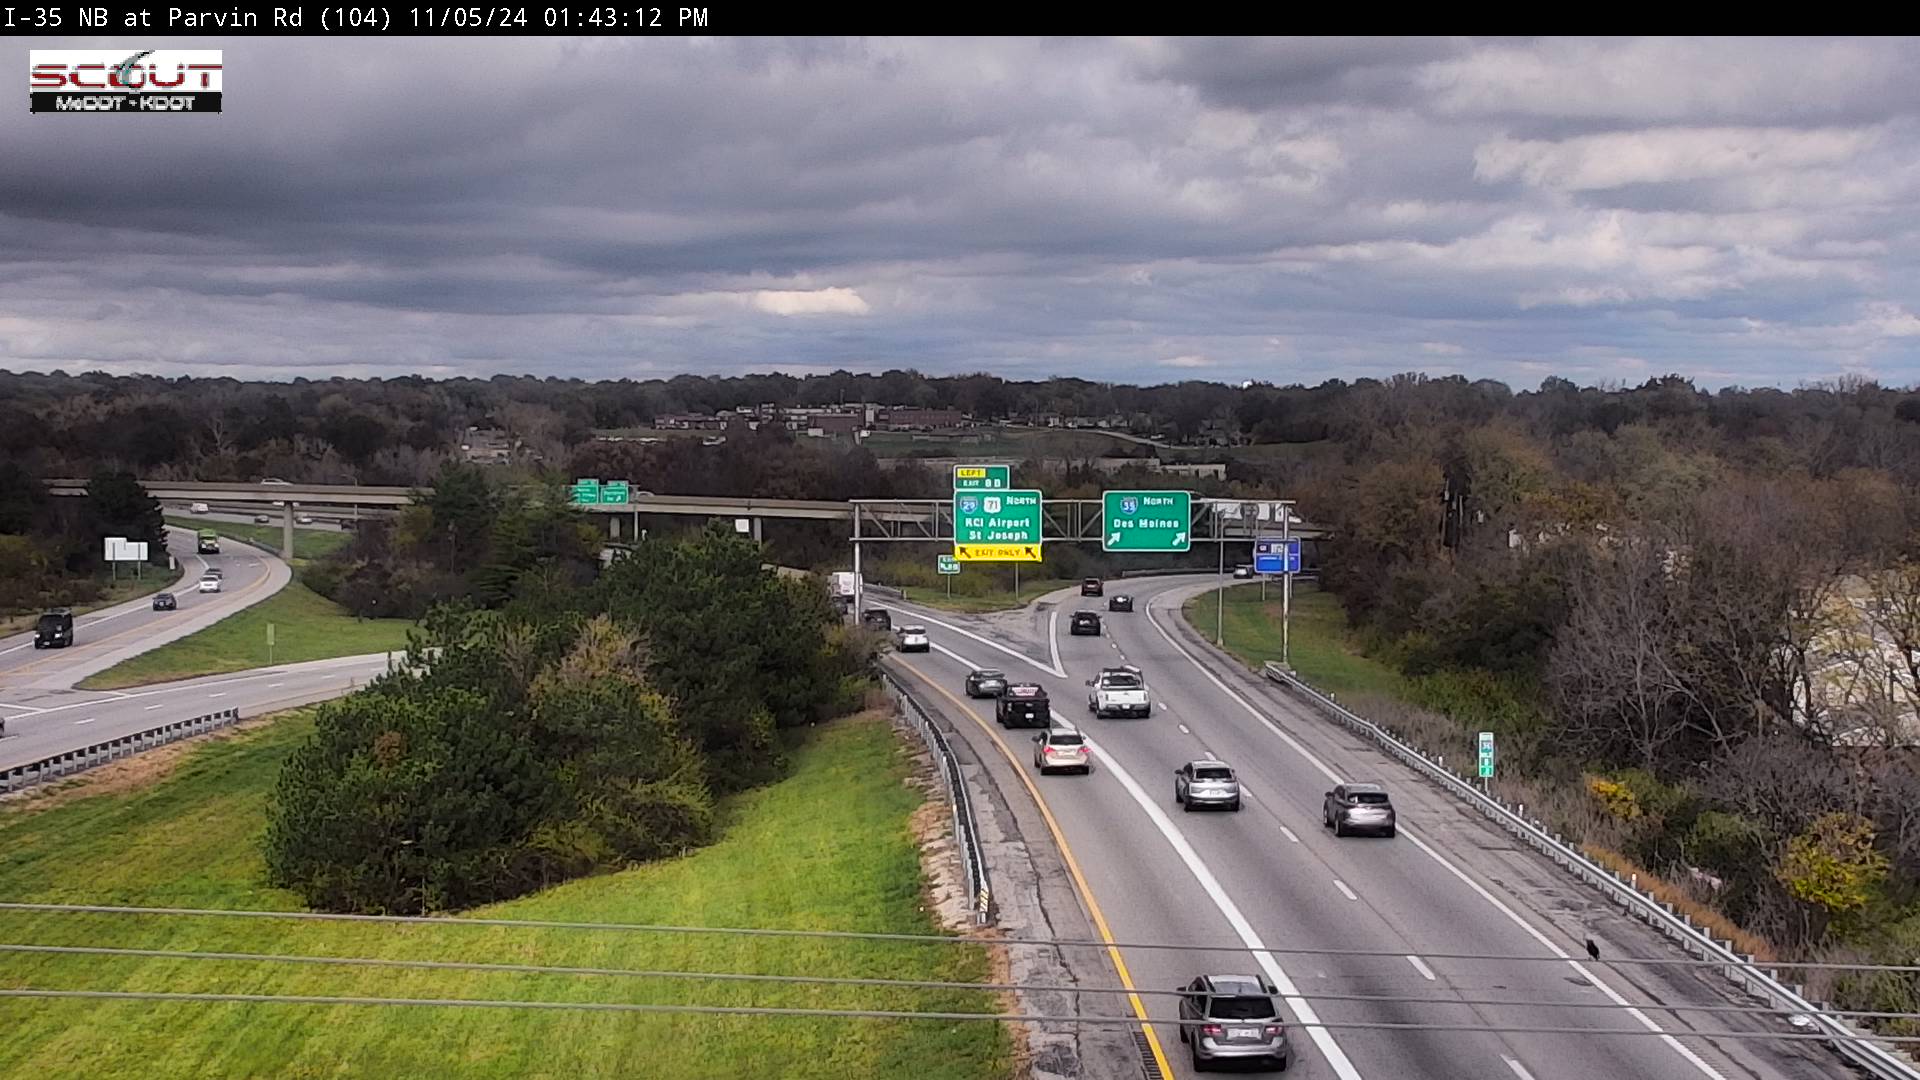 I-35 NB at Parvin Rd (104) 11/05/24 01:43:12 PM
SCOUT
MoDOT - KDOT
LEFT
EXIT 8B
29 71 NORTH
KCI Airport
St Joseph
EXIT ONLY
35 NORTH
Des Moines